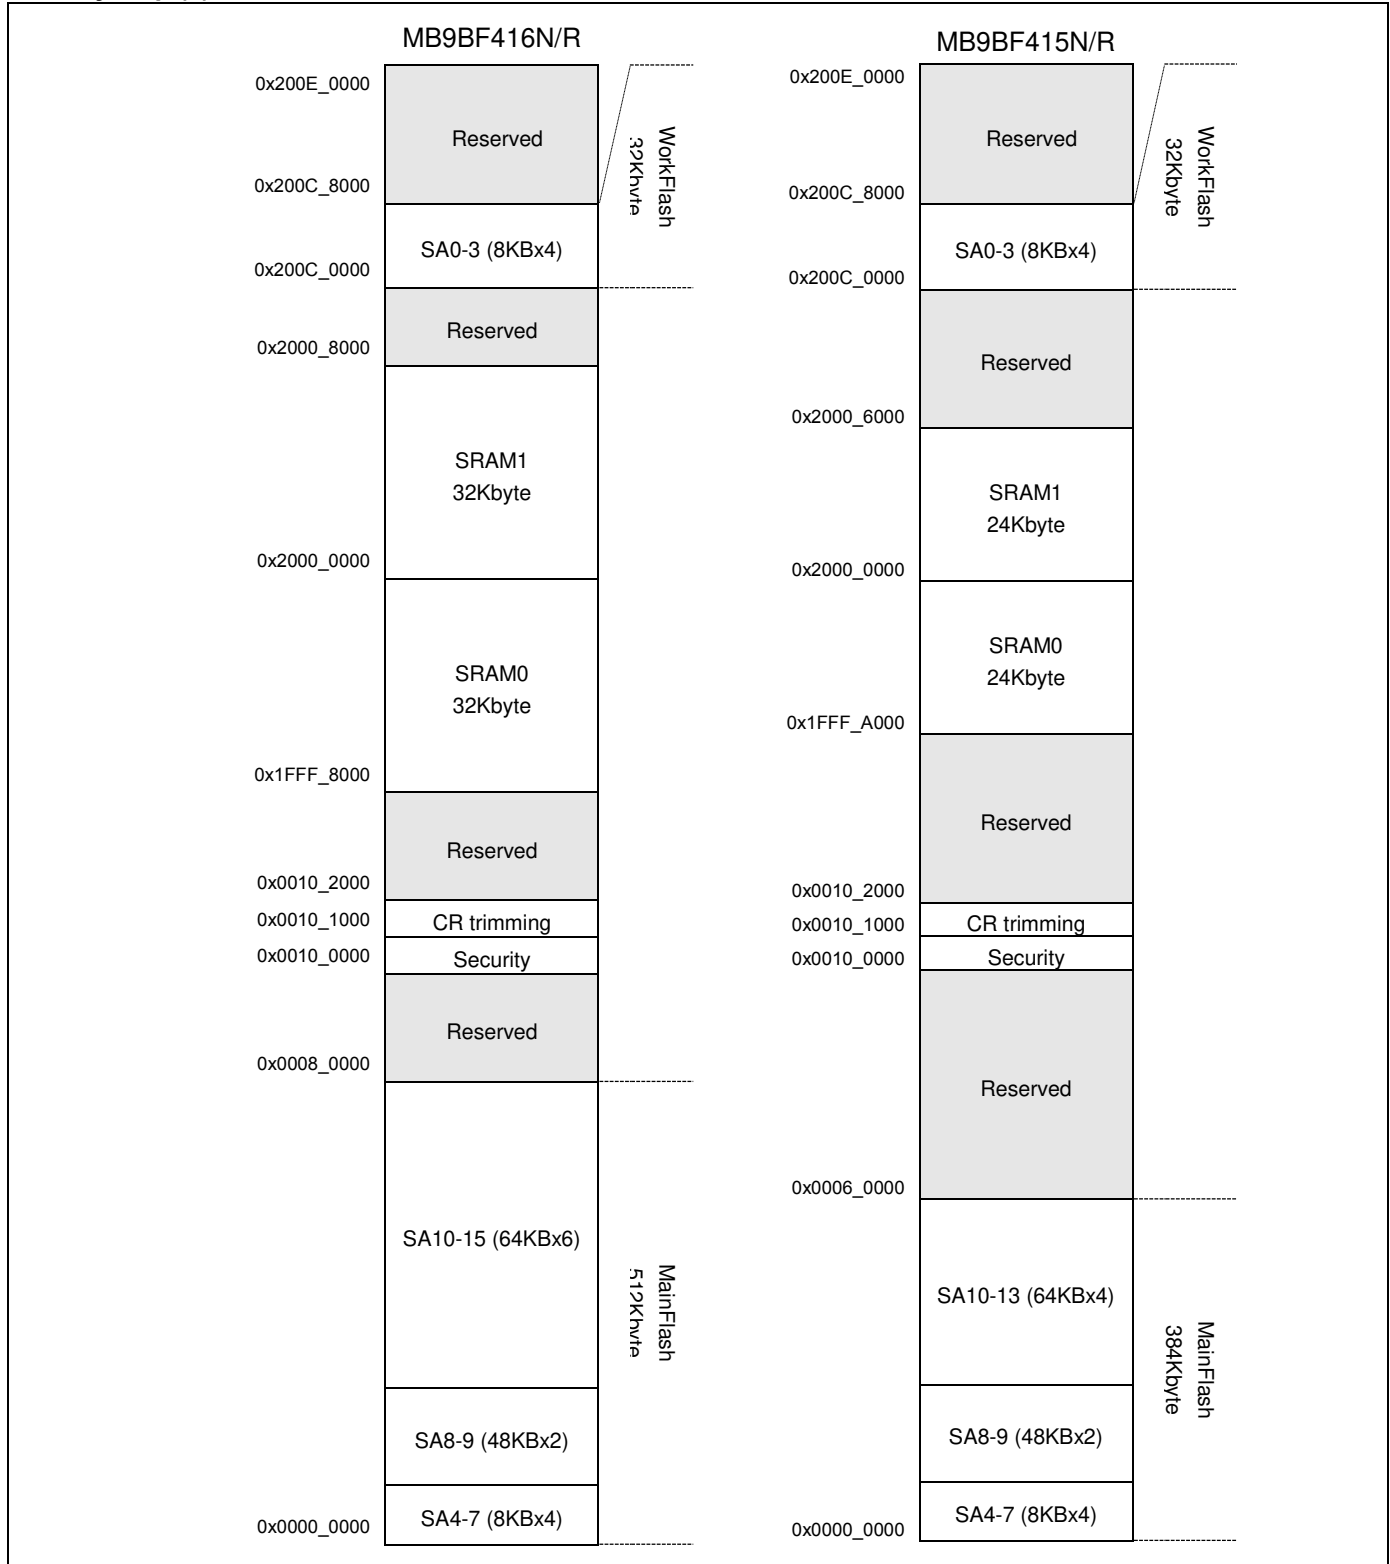 MB9BF416N/R
0x200E_0000
Reserved
0x200C_8000
SA0-3 (8KBx4)
0x200C_0000
Reserved
0x2000_8000
SRAM1
32Kbyte
0x2000_0000
SRAM0
32Kbyte
0x1FFF_8000
Reserved
0x0010_2000
0x0010_1000
CR trimming
0x0010_0000
Security
Reserved
0x0008_0000
SA10-15 (64KBx6)
SA8-9 (48KBx2)
SA4-7 (8KBx4)
0x0000_0000
WorkFlash
32Kbyte
MainFlash
512Kbyte
MB9BF415N/R
0x200E_0000
Reserved
0x200C_8000
SA0-3 (8KBx4)
0x200C_0000
Reserved
0x2000_6000
SRAM1
24Kbyte
0x2000_0000
SRAM0
24Kbyte
0x1FFF_A000
Reserved
0x0010_2000
0x0010_1000
CR trimming
0x0010_0000
Security
Reserved
0x0006_0000
SA10-13 (64KBx4)
SA8-9 (48KBx2)
SA4-7 (8KBx4)
0x0000_0000
WorkFlash
32Kbyte
MainFlash
384Kbyte